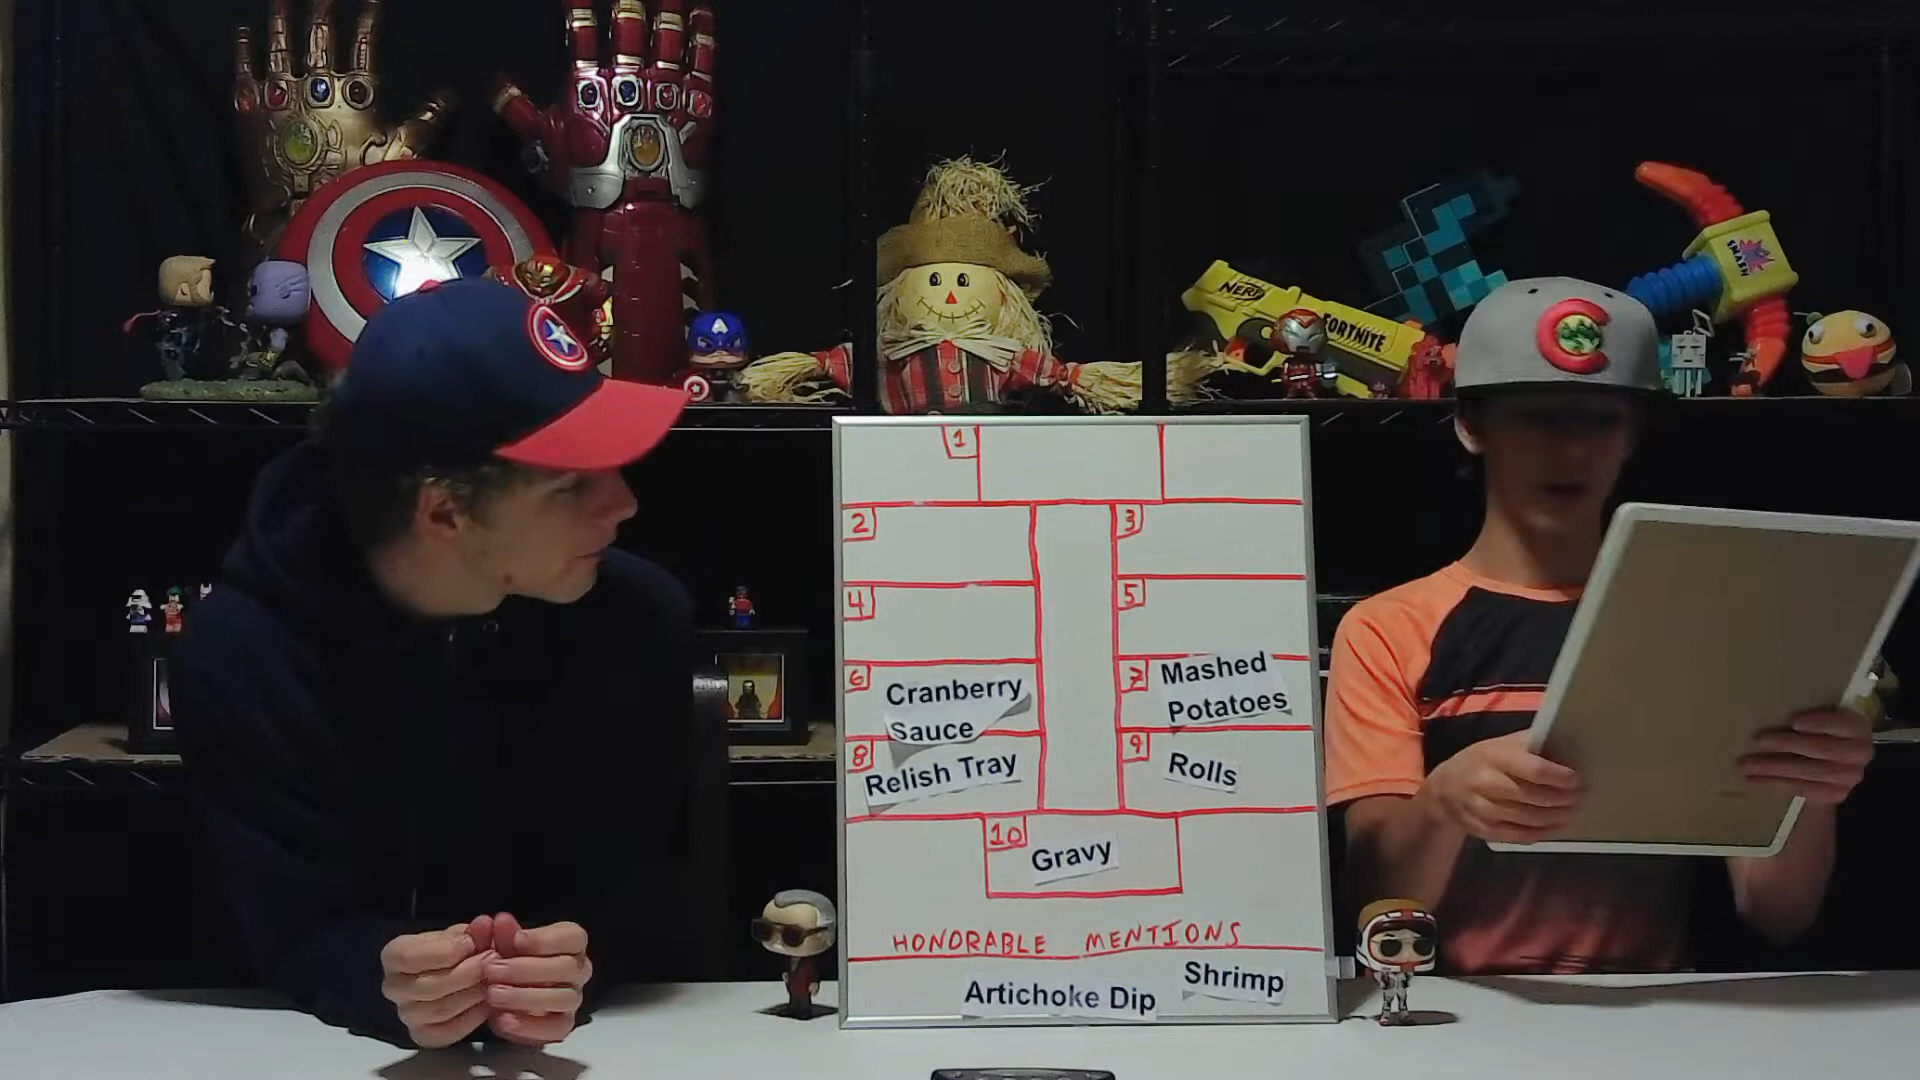 NERF
FORTNITE
SMASH
A
C
1
2
3
4
5
6
Cranberry
Sauce
7
Mashed
Potatoes
8
Relish Tray
9
Rolls
10
Gravy
HONORABLE MENTIONS
Artichoke Dip
Shrimp